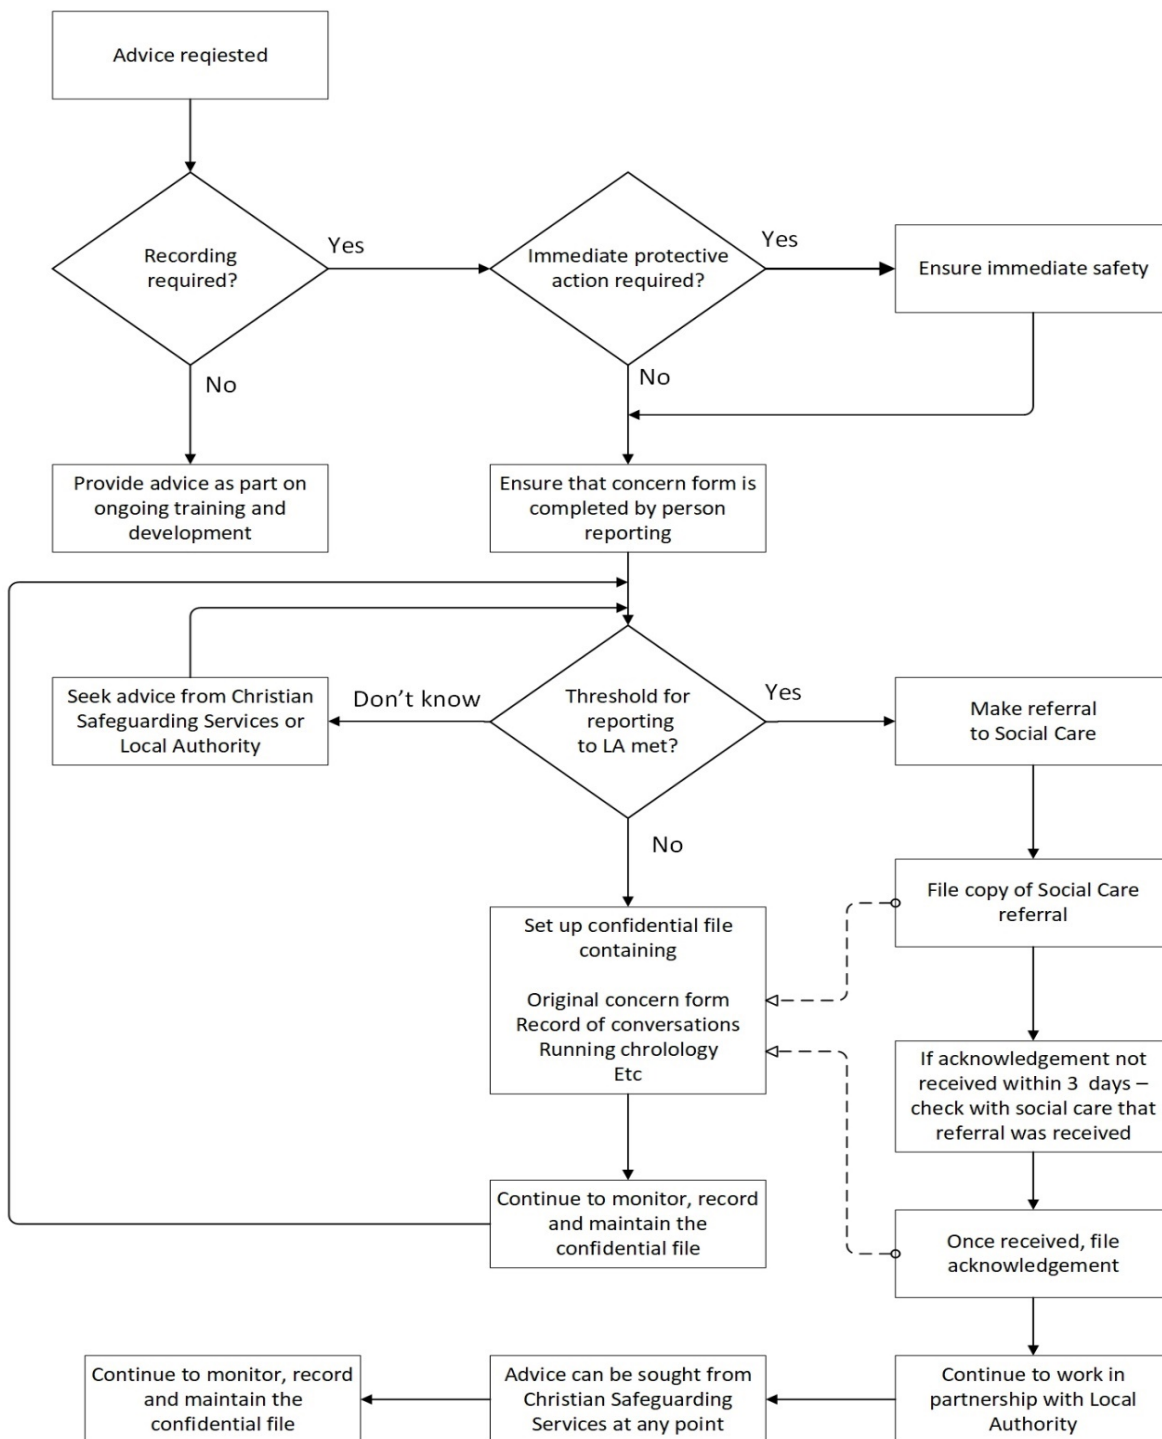 Advice reqiested
Recording
required?
Yes
Immediate protective
action required?
Yes
Ensure immediate safety
No
No
Provide advice as part on
ongoing training and
development
Ensure that concern form is
completed by person
reporting
Seek advice from Christian
Safeguarding Services or
Local Authority
Don’t know
Threshold for
reporting
to LA met?
Yes
Make referral
to Social Care
No
File copy of Social Care
referral
Set up confidential file
containing
Original concern form
Record of conversations
Running chrolology
Etc
If acknowledgement not
received within 3 days –
check with social care that
referral was received
Continue to monitor, record
and maintain the
confidential file
Once received, file
acknowledgement
Continue to monitor, record
and maintain the
confidential file
Advice can be sought from
Christian Safeguarding
Services at any point
Continue to work in
partnership with Local
Authority